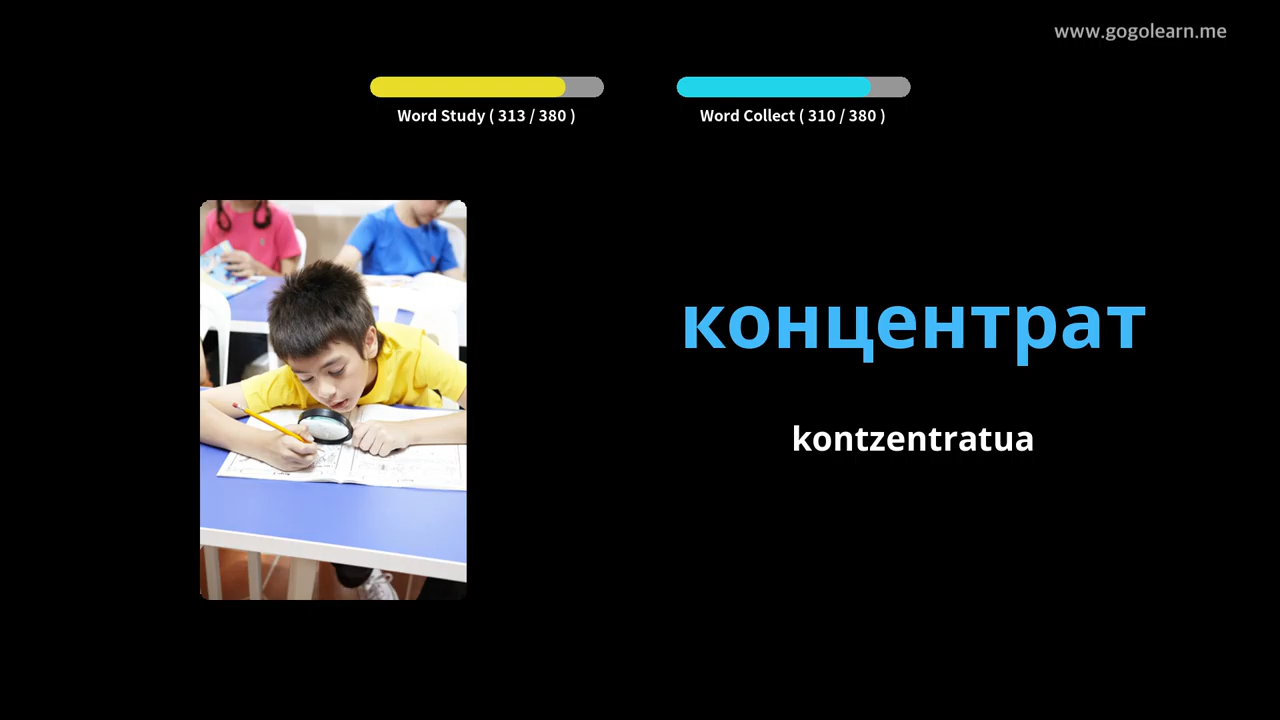 www.gogolearn.me
Word Study ( 313 / 380 )
Word Collect ( 310 / 380 )
концентрат
kontzentratua